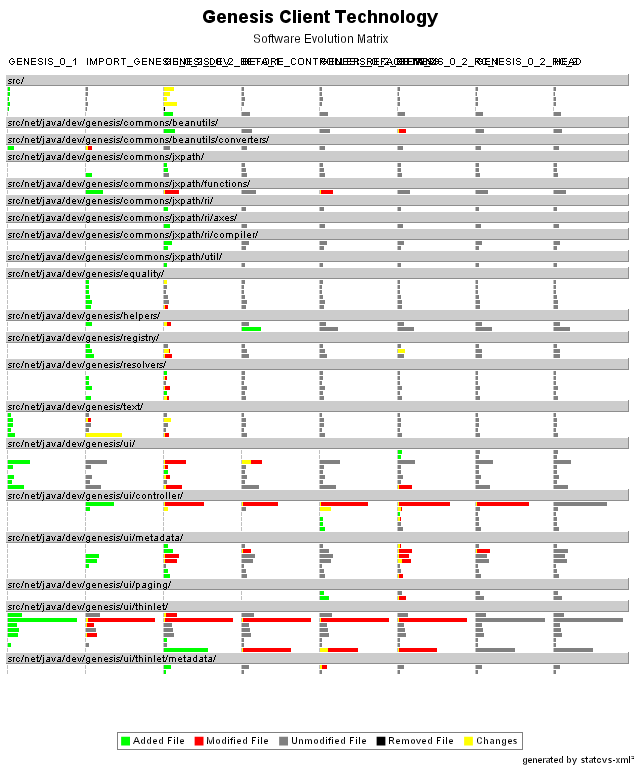 Genesis Client Technology
Software Evolution Matrix
GENESIS_0_1
HEAD
src/
src/net/java/dev/genesis/commons/beanutils/
src/net/java/dev/genesis/commons/beanutils/converters/
src/net/java/dev/genesis/commons/jxpath/
src/net/java/dev/genesis/commons/jxpath/functions/
src/net/java/dev/genesis/commons/jxpath/ri/
src/net/java/dev/genesis/commons/jxpath/ri/axes/
src/net/java/dev/genesis/commons/jxpath/ri/compiler/
src/net/java/dev/genesis/commons/jxpath/util/
src/net/java/dev/genesis/equality/
src/net/java/dev/genesis/helpers/
src/net/java/dev/genesis/registry/
src/net/java/dev/genesis/resolvers/
src/net/java/dev/genesis/text/
src/net/java/dev/genesis/ui/
src/net/java/dev/genesis/ui/controller/
src/net/java/dev/genesis/ui/metadata/
src/net/java/dev/genesis/ui/paging/
src/net/java/dev/genesis/ui/thinlet/
src/net/java/dev/genesis/ui/thinlet/metadata/
Added File Modified File Unmodified File Removed File Changes
generated by statcvs-xml²